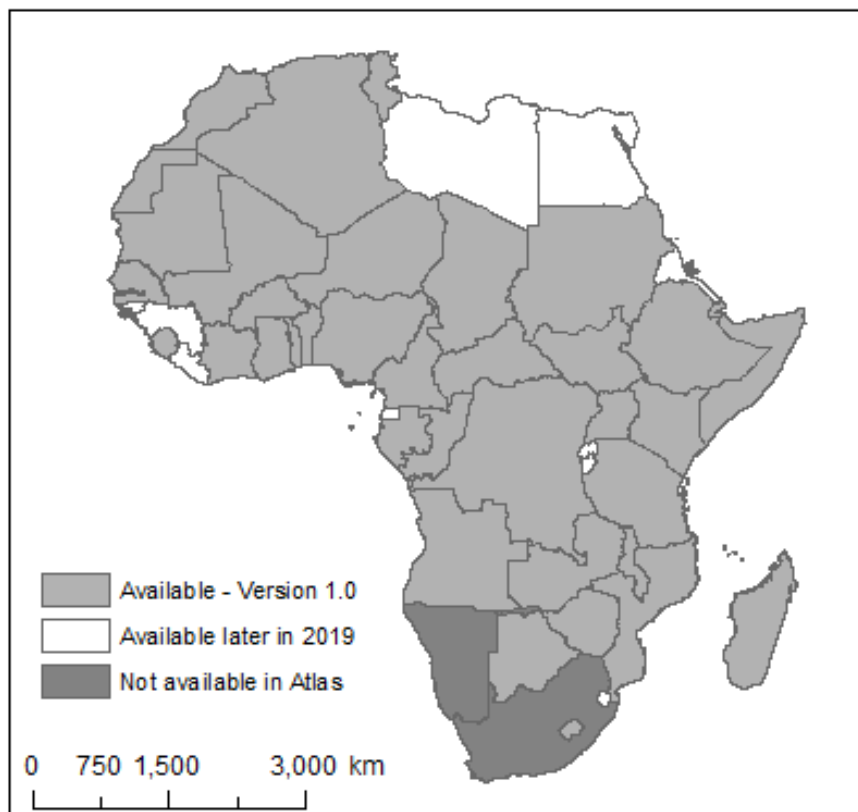 Available - Version 1.0
Available later in 2019
Not available in Atlas
0 750 1,500 3,000 km